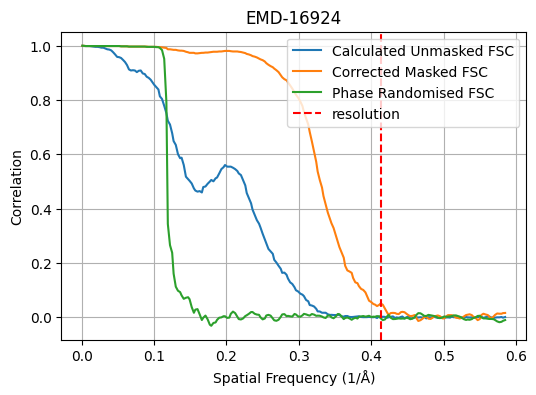 EMD-16924
Calculated Unmasked FSC
Corrected Masked FSC
Phase Randomised FSC
resolution
Correlation
1.0
0.8
0.6
0.4
0.2
0.0
0.0 0.1 0.2 0.3 0.4 0.5 0.6
Spatial Frequency (1/Å)